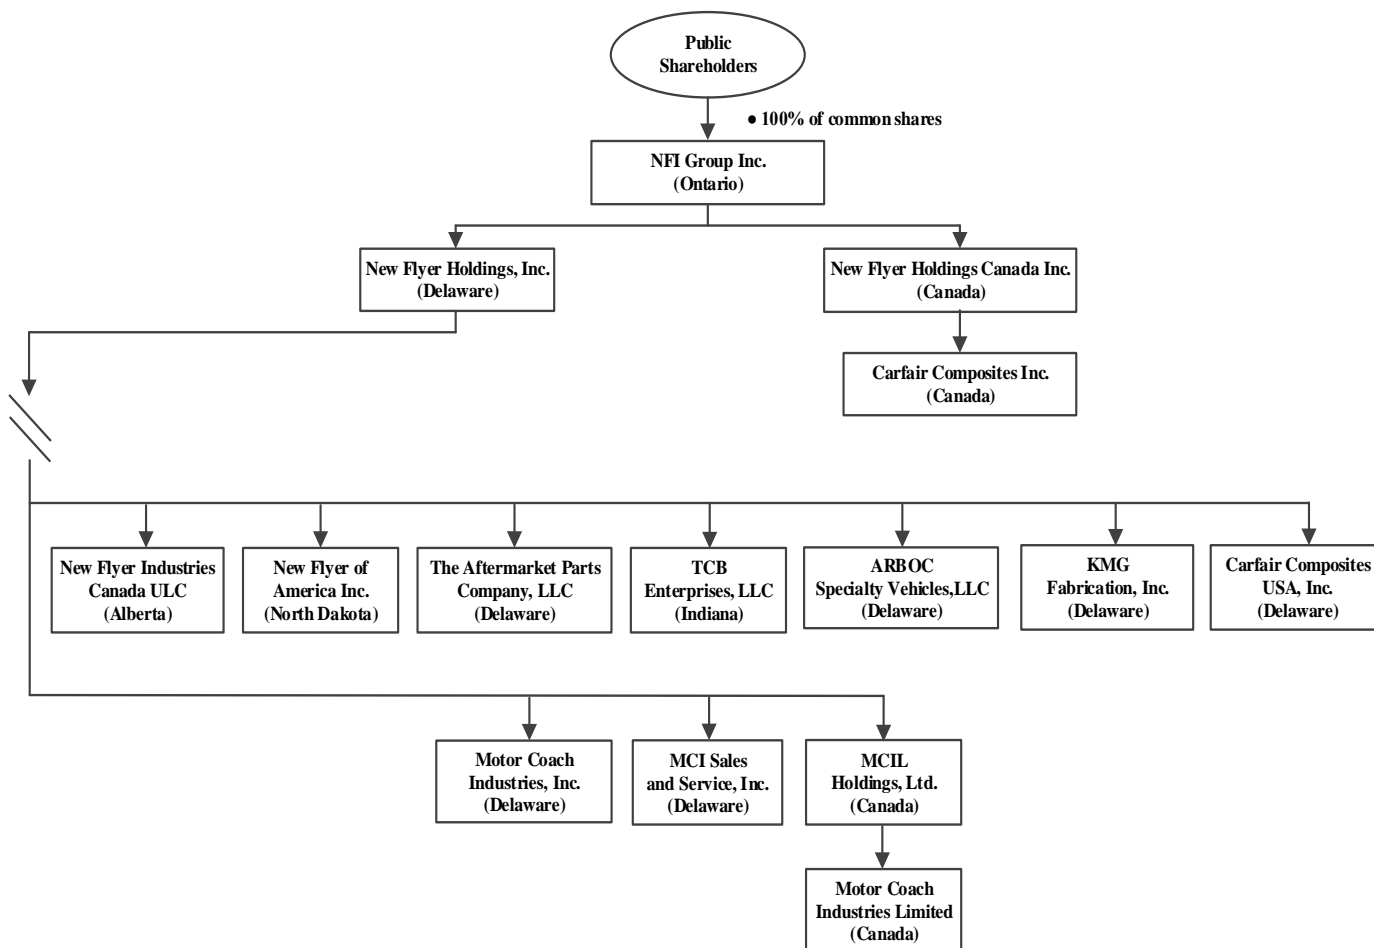 Public
Shareholders
● 100% of common shares
NFI Group Inc.
(Ontario)
New Flyer Holdings, Inc.
(Delaware)
New Flyer Holdings Canada Inc.
(Canada)
Carfair Composites Inc.
(Canada)
New Flyer Industries
Canada ULC
(Alberta)
New Flyer of
America Inc.
(North Dakota)
The Aftermarket Parts
Company, LLC
(Delaware)
TCB
Enterprises, LLC
(Indiana)
ARBOC
Specialty Vehicles,LLC
(Delaware)
KMG
Fabrication, Inc.
(Delaware)
Carfair Composites
USA, Inc.
(Delaware)
Motor Coach
Industries, Inc.
(Delaware)
MCI Sales
and Service, Inc.
(Delaware)
MCIL
Holdings, Ltd.
(Canada)
Motor Coach
Industries Limited
(Canada)